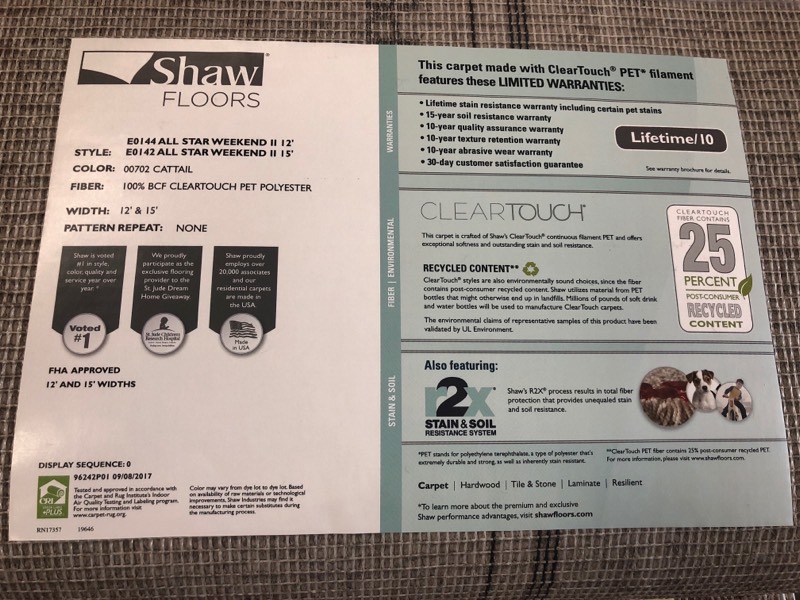 Shaw
FLOORS
E0144 ALL STAR WEEKEND II 12'
STYLE: E0142 ALL STAR WEEKEND II 15'
COLOR: 00702 CATTAIL
FIBER: 100% BCF CLEARTOUCH PET POLYESTER
WIDTH: 12' & 15'
PATTERN REPEAT: NONE
Shaw is voted
#1 in style,
color, quality and
service year over
year *
Voted
#1
We proudly
participate as the
exclusive flooring
provider to the
St Jude Dream
Home Giveaway.
St. Jude Children's
Research Hospital
Shaw proudly
employs over
20,000 associates
and our
residential carpets
are made in
the USA.
Made
in USA
FHA APPROVED
12' AND 15' WIDTHS
DISPLAY SEQUENCE: 0
96242P01 09/08/2017
Tested and approved in accordance with
the Carpet and Rug Institute's Indoor
Air Quality Testing and Labeling program.
For more information visit
www.carpet-rug.org.
CRI
PLUS
Color may vary from dye lot to dye lot. Based
on availability of raw materials or technological
improvements, Shaw Industries may find it
necessary to make certain substitutes during
the manufacturing process.
RN17357 19646
WARRANTIES
This carpet made with ClearTouch® PET* filament
features these LIMITED WARRANTIES:
• Lifetime stain resistance warranty including certain pet stains
• 15-year soil resistance warranty
• 10-year quality assurance warranty
• 10-year texture retention warranty
• 10-year abrasive wear warranty
• 30-day customer satisfaction guarantee
Lifetime/10
See warranty brochure for details.
FIBER | ENVIRONMENTAL
CLEARTOUCH®
This carpet is crafted of Shaw's ClearTouch® continuous filament PET and offers
exceptional softness and outstanding stain and soil resistance.
RECYCLED CONTENT**
ClearTouch® styles are also environmentally sound choices, since the fiber
contains post-consumer recycled content. Shaw utilizes material from PET
bottles that might otherwise end up in landfills. Millions of pounds of soft drink
and water bottles will be used to manufacture ClearTouch carpets.
The environmental claims of representative samples of this product have been
validated by UL Environment.
CLEARTOUCH
FIBER CONTAINS
25
PERCENT
POST-CONSUMER
RECYCLED
CONTENT
STAIN & SOIL
Also featuring:
r2x®
STAIN & SOIL
RESISTANCE SYSTEM
Shaw's R2X® process results in total fiber
protection that provides unequaled stain
and soil resistance.
*PET stands for polyethylene terephthalate, a type of polyester that's
extremely durable and strong, as well as inherently stain resistant.
**ClearTouch PET fiber contains 25% post-consumer recycled PET.
For more information, please visit www.shawfloors.com.
Carpet | Hardwood | Tile & Stone | Laminate | Resilient
*To learn more about the premium and exclusive
Shaw performance advantages, visit shawfloors.com